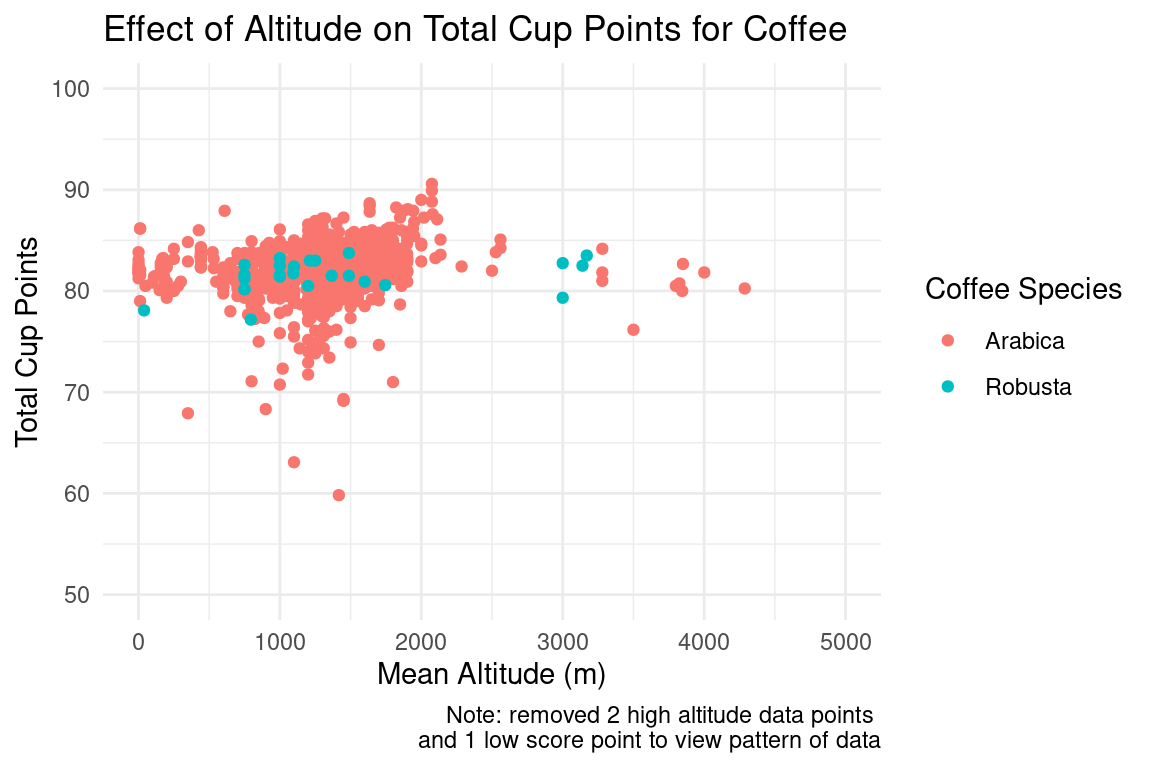 Effect of Altitude on Total Cup Points for Coffee
100
90
80
70
60
50
Total Cup Points
0 1000 2000 3000 4000 5000
Mean Altitude (m)
Coffee Species
Arabica
Robusta
Note: removed 2 high altitude data points
and 1 low score point to view pattern of data